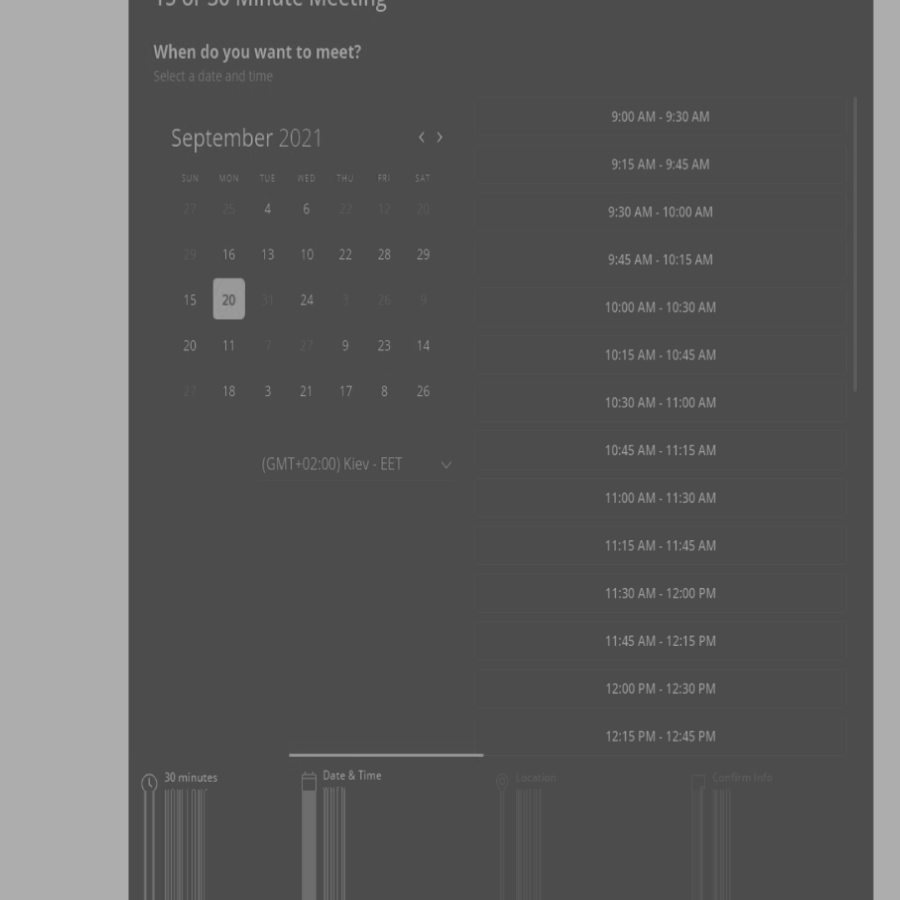 15 or 30 Minute Meeting
When do you want to meet?
Select a date and time
September 2021
SUN MON TUE WED THU FRI SAT
27 25 4 6 22 12 20
29 16 13 10 22 28 29
15 20 31 24 3 26 9
20 11 7 27 9 23 14
27 18 3 21 17 8 26
(GMT+02:00) Kiev - EET
9:00 AM - 9:30 AM
9:15 AM - 9:45 AM
9:30 AM - 10:00 AM
9:45 AM - 10:15 AM
10:00 AM - 10:30 AM
10:15 AM - 10:45 AM
10:30 AM - 11:00 AM
10:45 AM - 11:15 AM
11:00 AM - 11:30 AM
11:15 AM - 11:45 AM
11:30 AM - 12:00 PM
11:45 AM - 12:15 PM
12:00 PM - 12:30 PM
12:15 PM - 12:45 PM
30 minutes
Date & Time
Location
Confirm Info